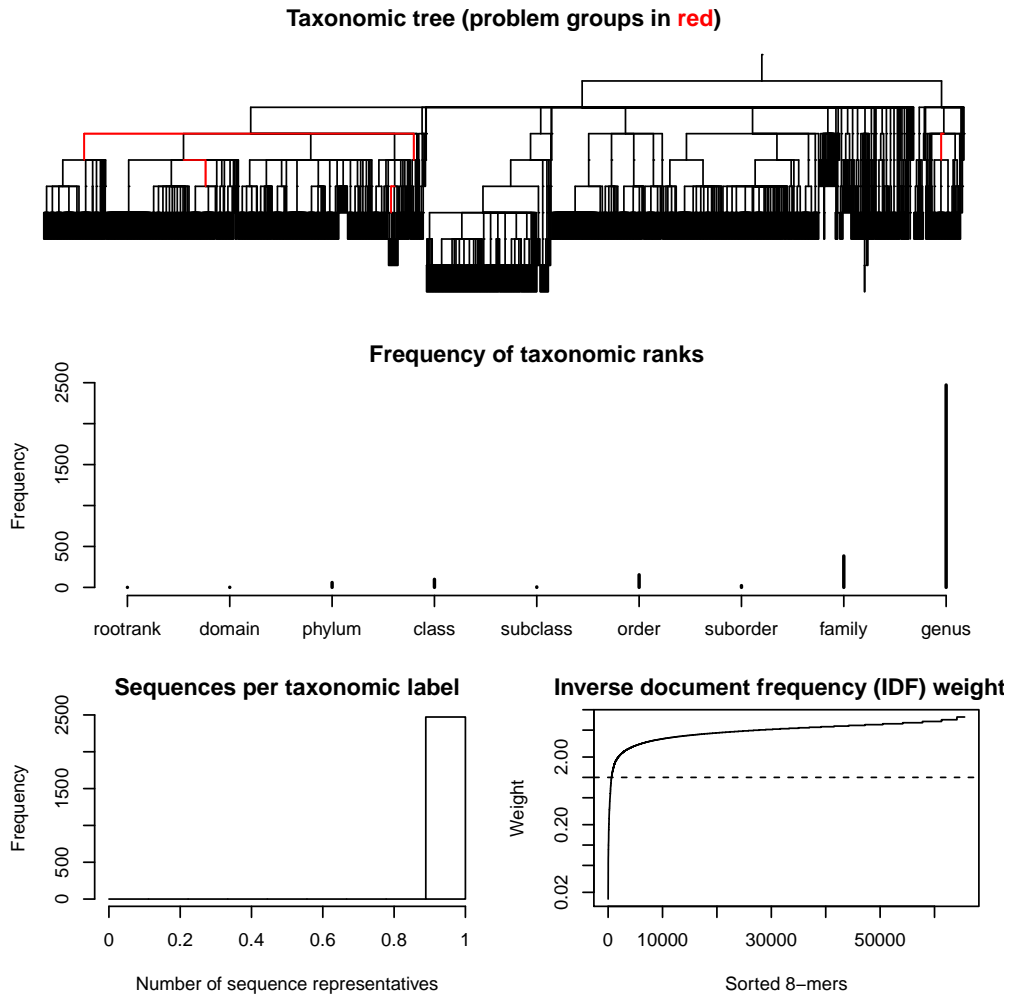 Taxonomic tree (problem groups in red)
Frequency of taxonomic ranks
Frequency
2500
1500
500
0
rootrank domain phylum class subclass order suborder family genus
Sequences per taxonomic label
Frequency
2500
1500
500
0
0 0.2 0.4 0.6 0.8 1
Number of sequence representatives
Inverse document frequency (IDF) weight
Weight
2.00
0.20
0.02
0 10000 30000 50000
Sorted 8−mers